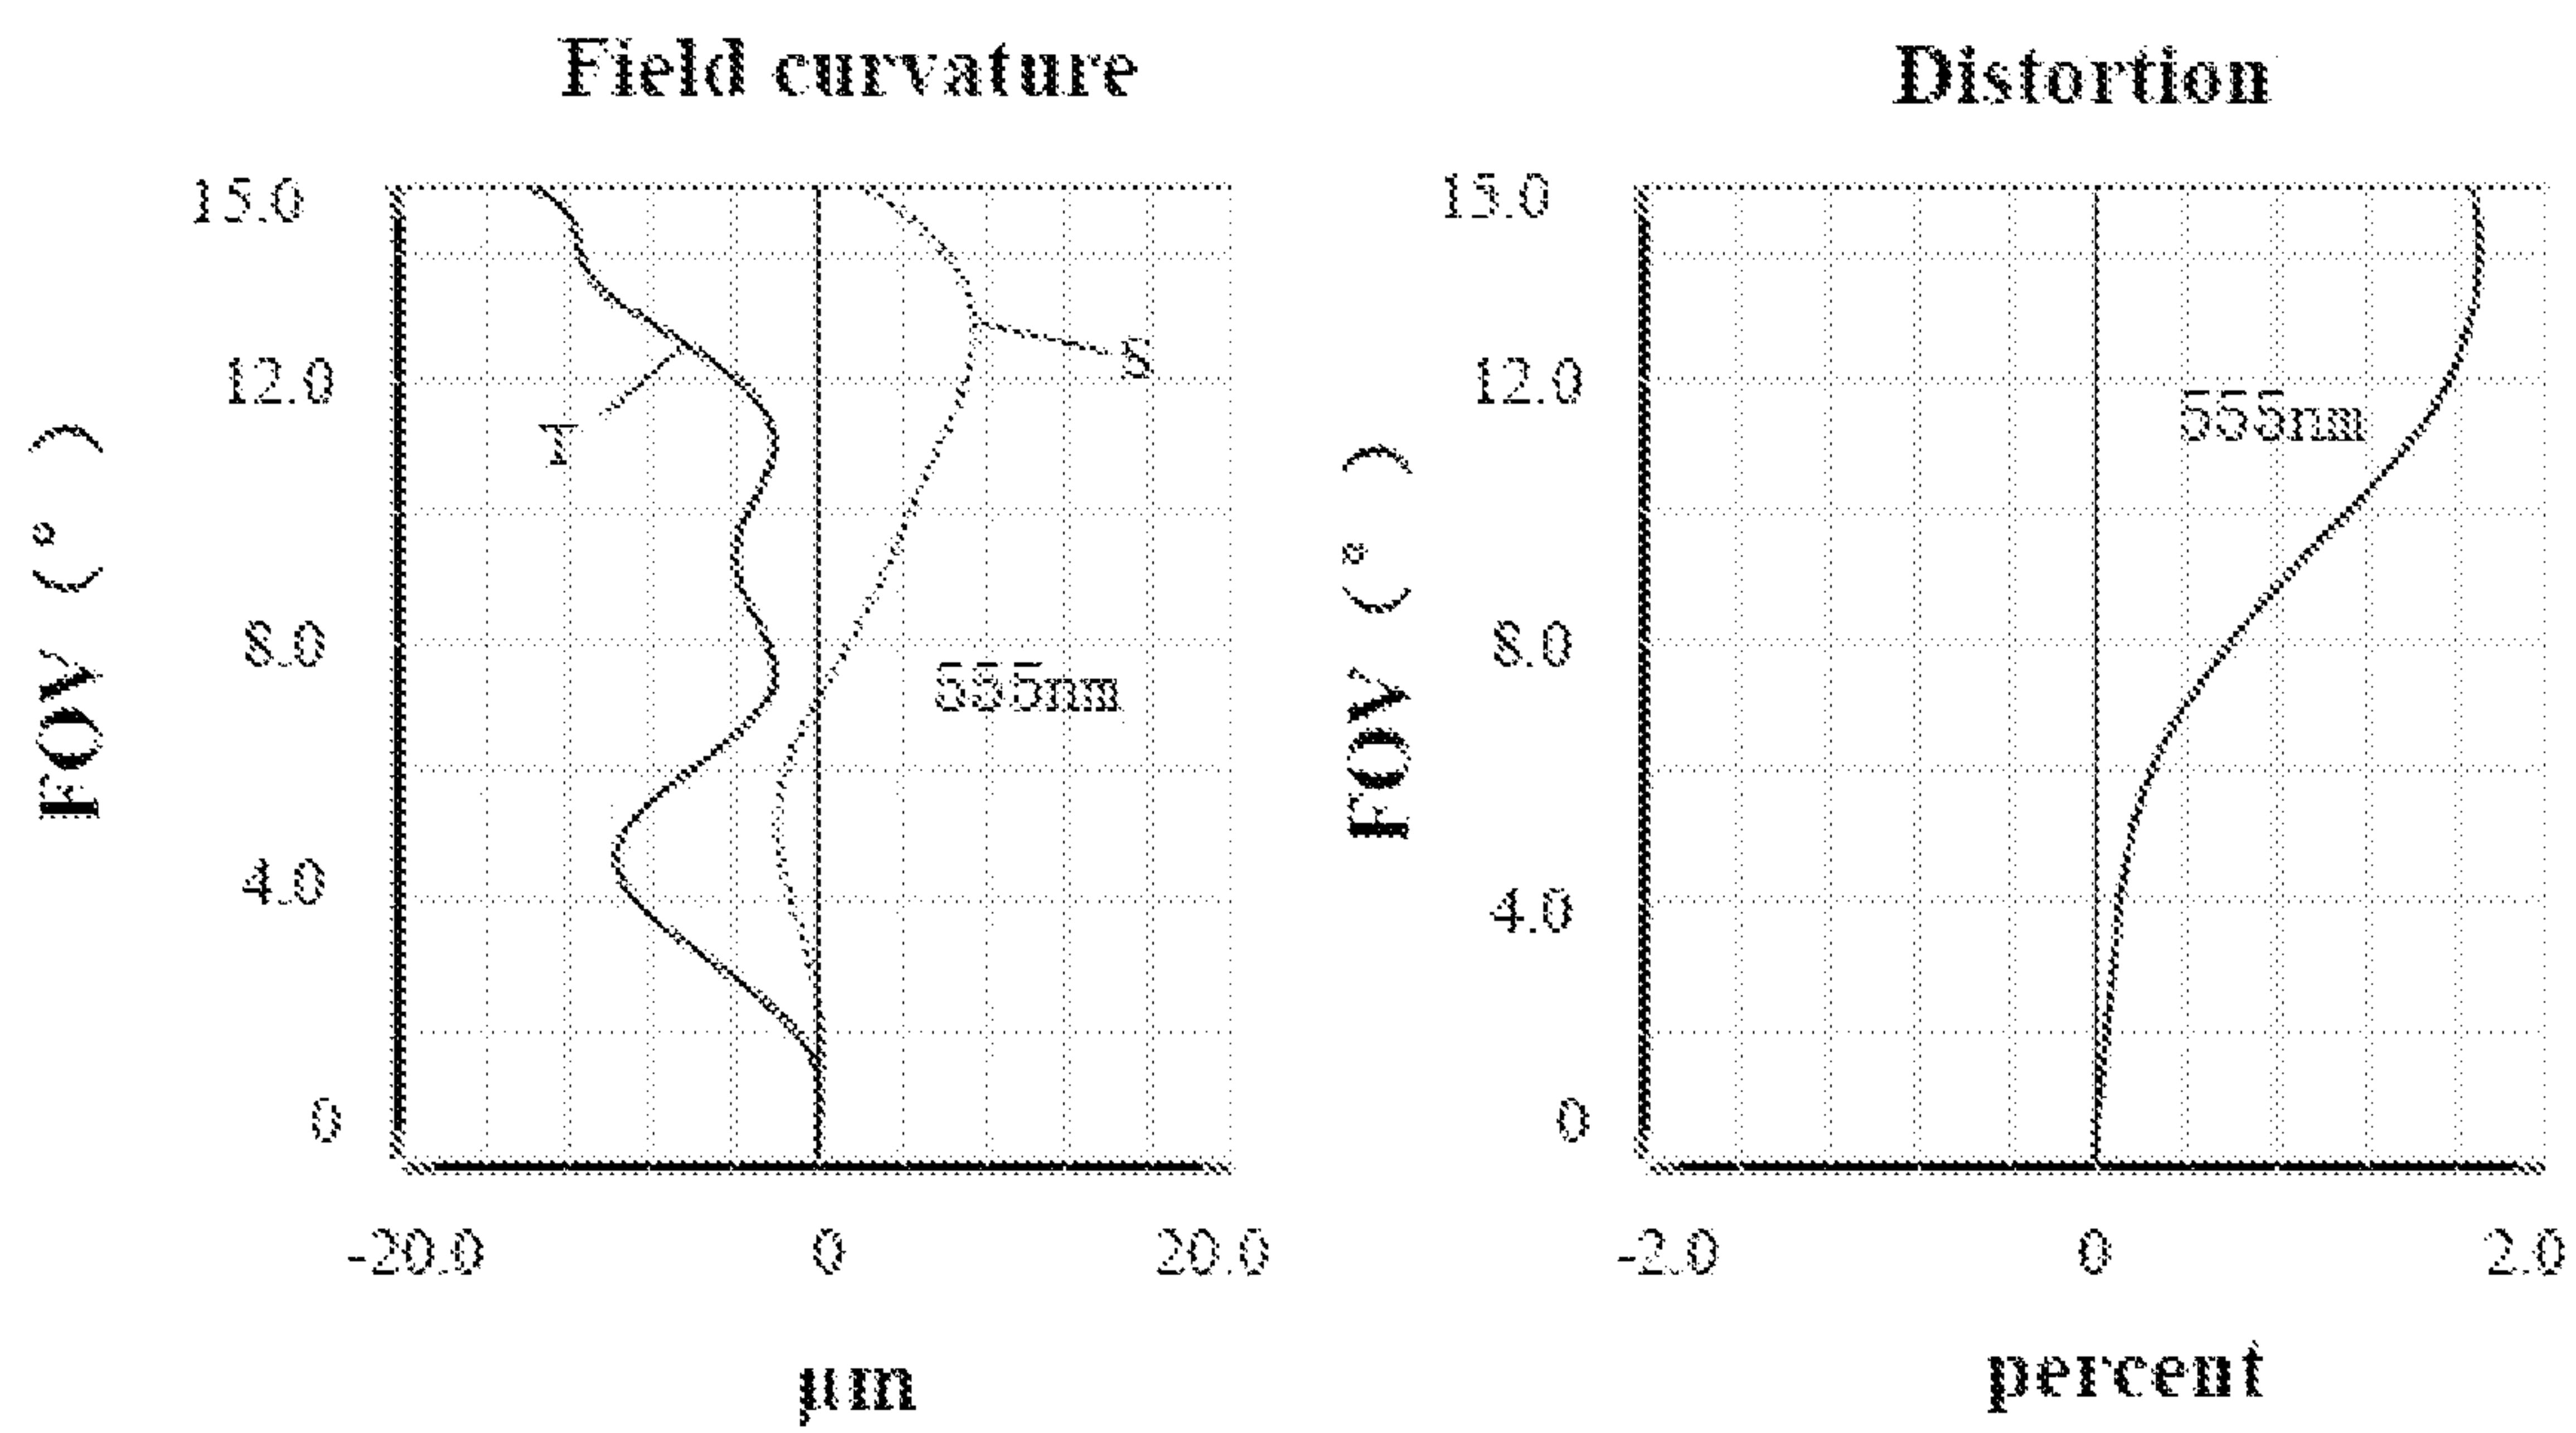 Field curvature
15.0
12.0
8.0
4.0
0
FOV (°)
T
S
555nm
-20.0 0 20.0
μm
Distortion
15.0
12.0
8.0
4.0
0
FOV (°)
555nm
-2.0 0 2.0
percent